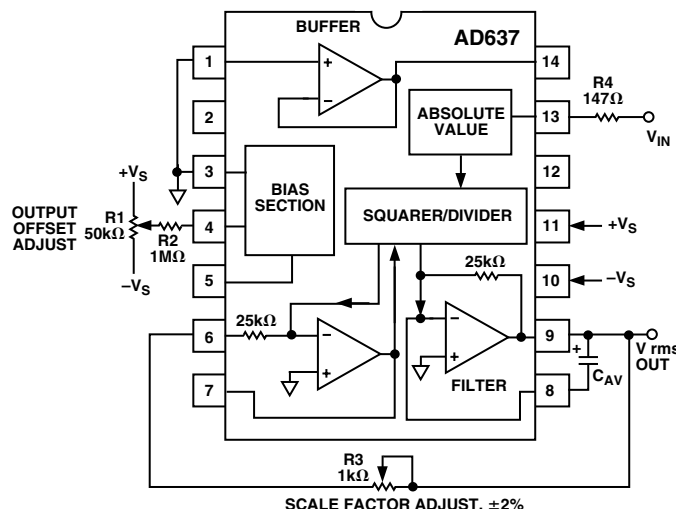 BUFFER
AD637
1
14
R4
147Ω
2
ABSOLUTE
VALUE
13
V_IN
3
BIAS
SECTION
12
+V_S
OUTPUT
OFFSET
ADJUST
R1
50kΩ
R2
1MΩ
4
SQUARER/DIVIDER
11
+V_S
–V_S
5
25kΩ
10
–V_S
6
25kΩ
9
V rms
OUT
+
–
+
–
+
–
+
7
FILTER
8
C_AV
R3
1kΩ
SCALE FACTOR ADJUST, ±2%